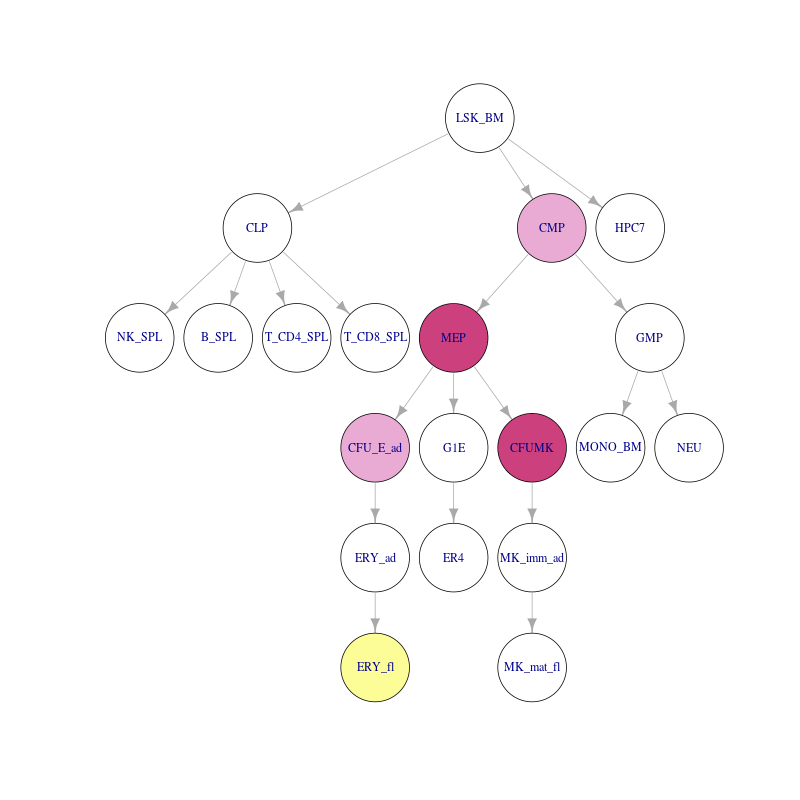 LSK_BM
CLP
CMP
HPC7
NK_SPL
B_SPL
T_CD4_SPL
T_CD8_SPL
MEP
GMP
CFU_E_ad
G1E
CFUMK
MONO_BM
NEU
ERY_ad
ER4
MK_imm_ad
ERY_fl
MK_mat_fl